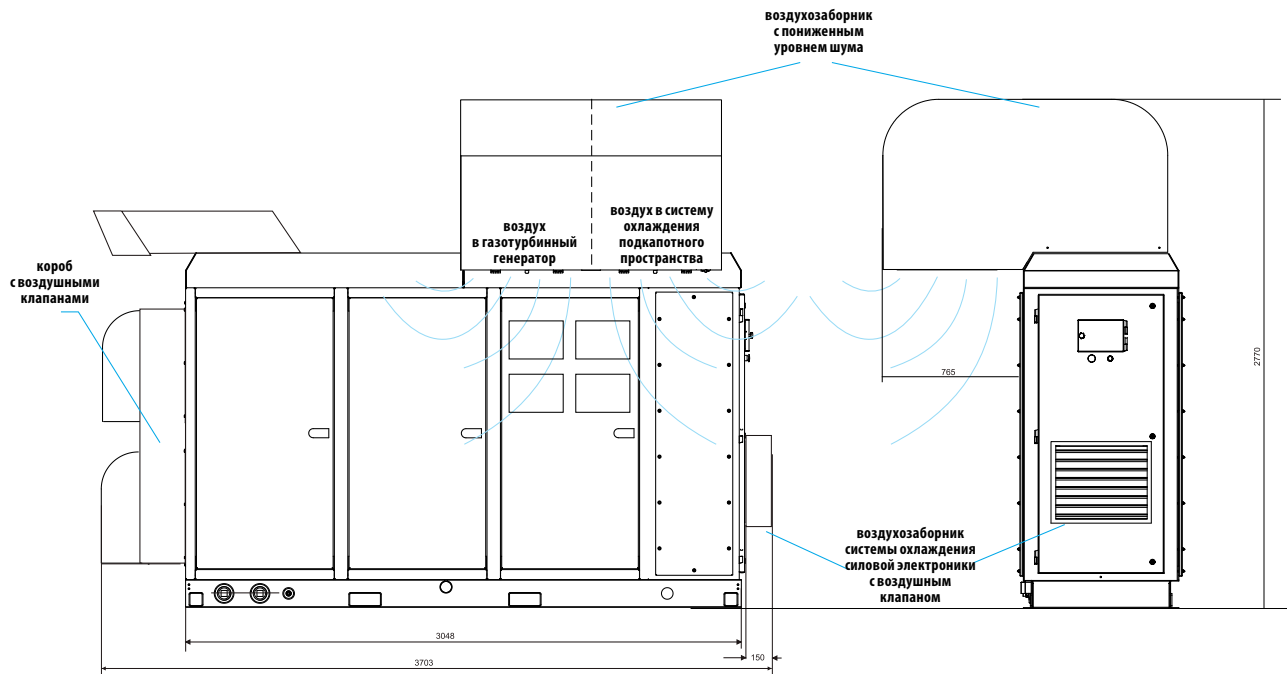 воздухозаборник
с пониженным
уровнем шума
воздух
в газотурбинный
генератор
воздух в систему
охлаждения
подкапотного
пространства
короб
с воздушными
клапанами
765
2770
воздухозаборник
системы охлаждения
силовой электроники
с воздушным
клапаном
3048
150
3703